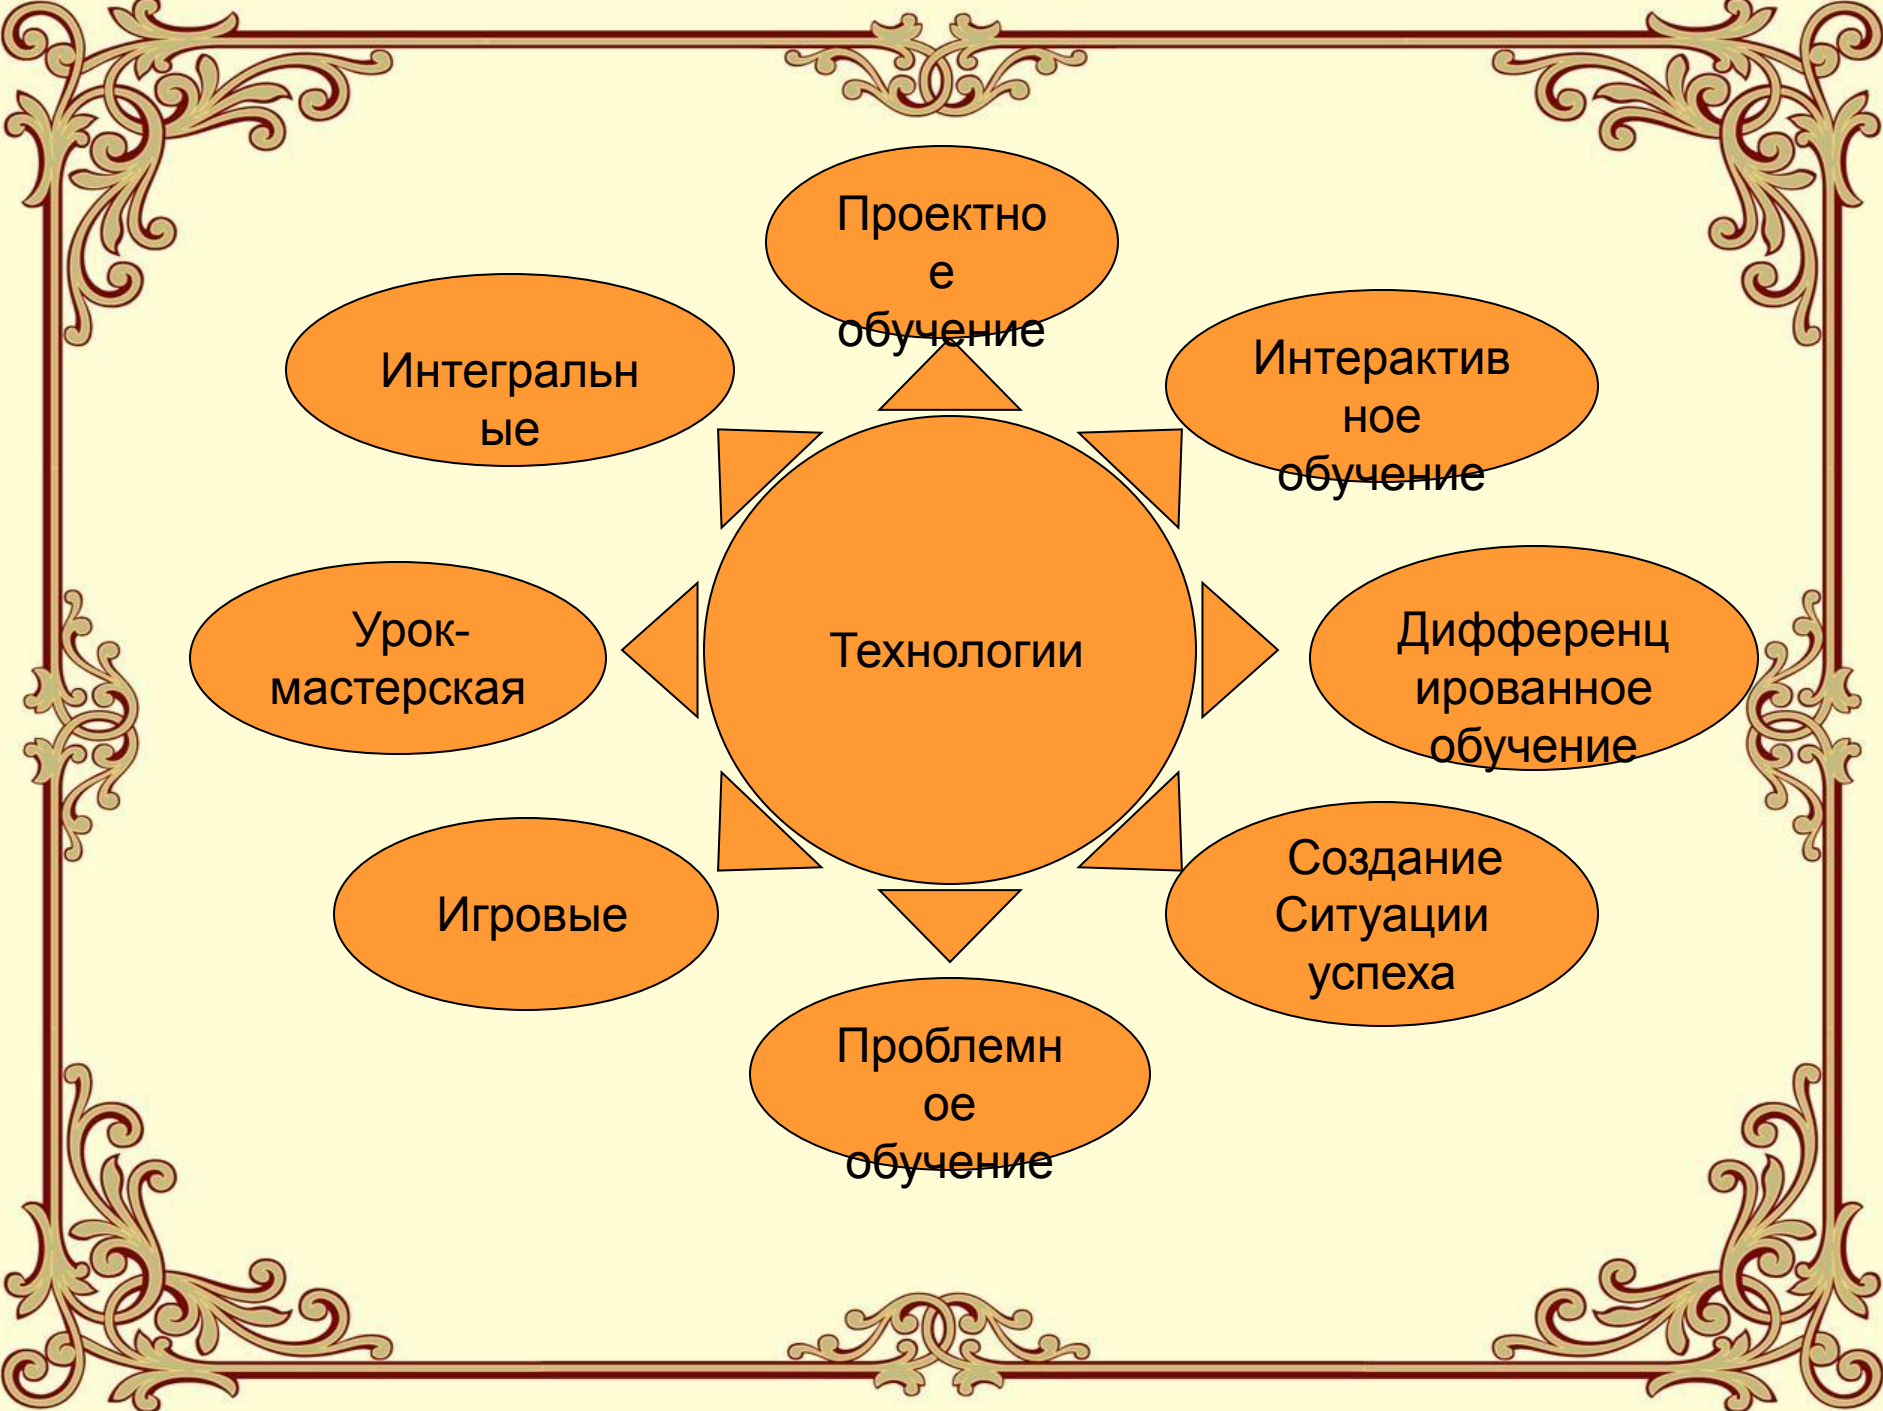 Проектно
е
обучение
Интегральн
ые
Интерактив
ное
обучение
Урок-
мастерская
Технологии
Дифференц
ированное
обучение
Игровые
Создание
Ситуации
успеха
Проблемн
ое
обучение